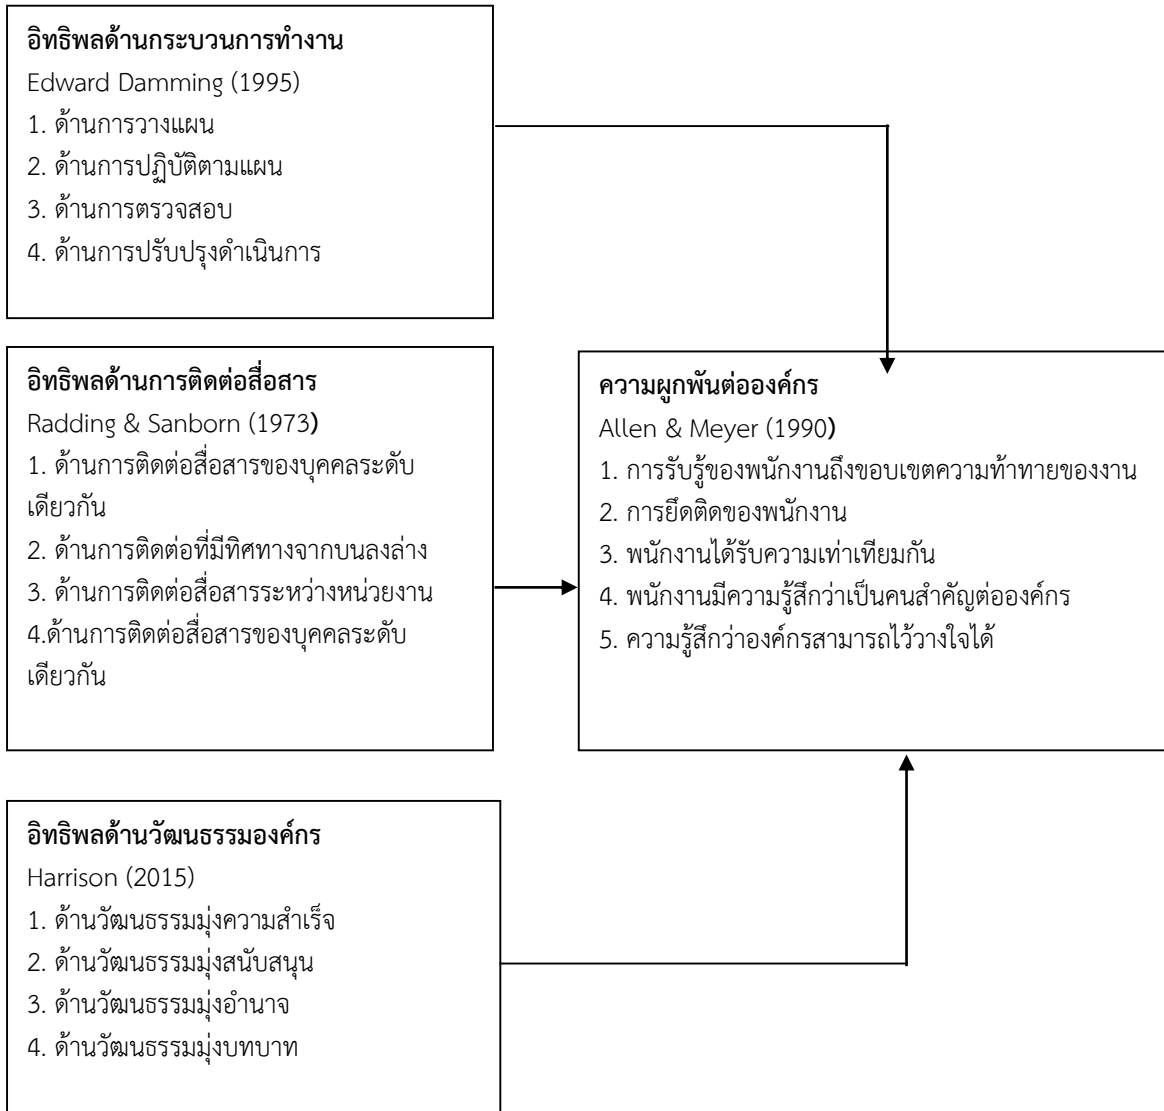 อิทธิพลด้านกระบวนการทำงาน
Edward Damming (1995)
1. ด้านการวางแผน
2. ด้านการปฏิบัติตามแผน
3. ด้านการตรวจสอบ
4. ด้านการปรับปรุงดำเนินการ
อิทธิพลด้านการติดต่อสื่อสาร
Radding & Sanborn (1973)
1. ด้านการติดต่อสื่อสารของบุคคลระดับ
เดียวกัน
2. ด้านการติดต่อที่มีทิศทางจากบนลงล่าง
3. ด้านการติดต่อสื่อสารระหว่างหน่วยงาน
4.ด้านการติดต่อสื่อสารของบุคคลระดับ
เดียวกัน
ความผูกพันต่อองค์กร
Allen & Meyer (1990)
1. การรับรู้ของพนักงานถึงขอบเขตความท้าทายของงาน
2. การยึดติดของพนักงาน
3. พนักงานได้รับความเท่าเทียมกัน
4. พนักงานมีความรู้สึกว่าเป็นคนสำคัญต่อองค์กร
5. ความรู้สึกว่าองค์กรสามารถไว้วางใจได้
อิทธิพลด้านวัฒนธรรมองค์กร
Harrison (2015)
1. ด้านวัฒนธรรมมุ่งความสำเร็จ
2. ด้านวัฒนธรรมมุ่งสนับสนุน
3. ด้านวัฒนธรรมมุ่งอำนาจ
4. ด้านวัฒนธรรมมุ่งบทบาท